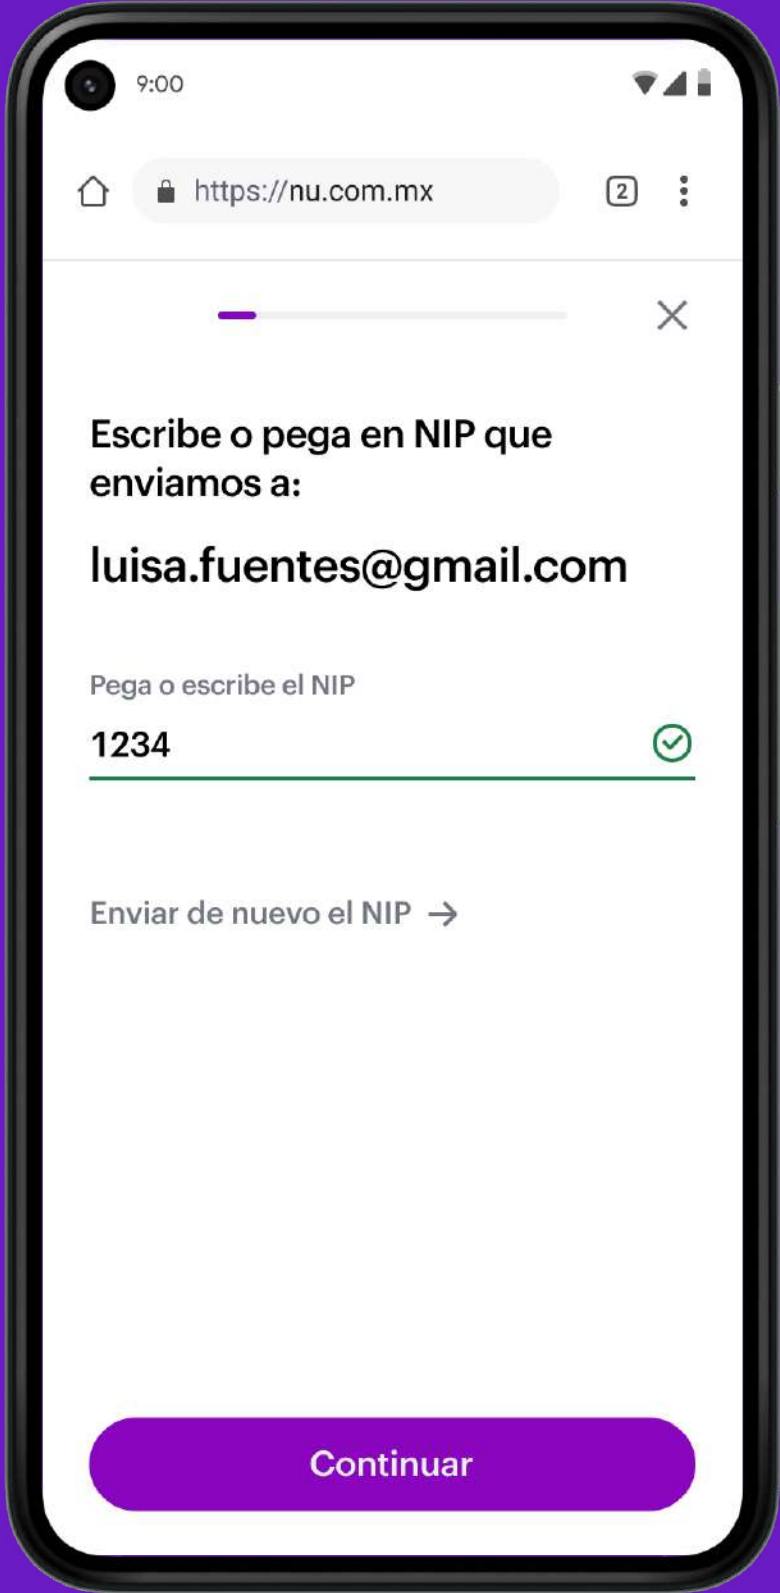 9:00
https://nu.com.mx
2
Escribe o pega en NIP que
enviamos a:
luisa.fuentes@gmail.com
Pega o escribe el NIP
1234
Enviar de nuevo el NIP →
Continuar